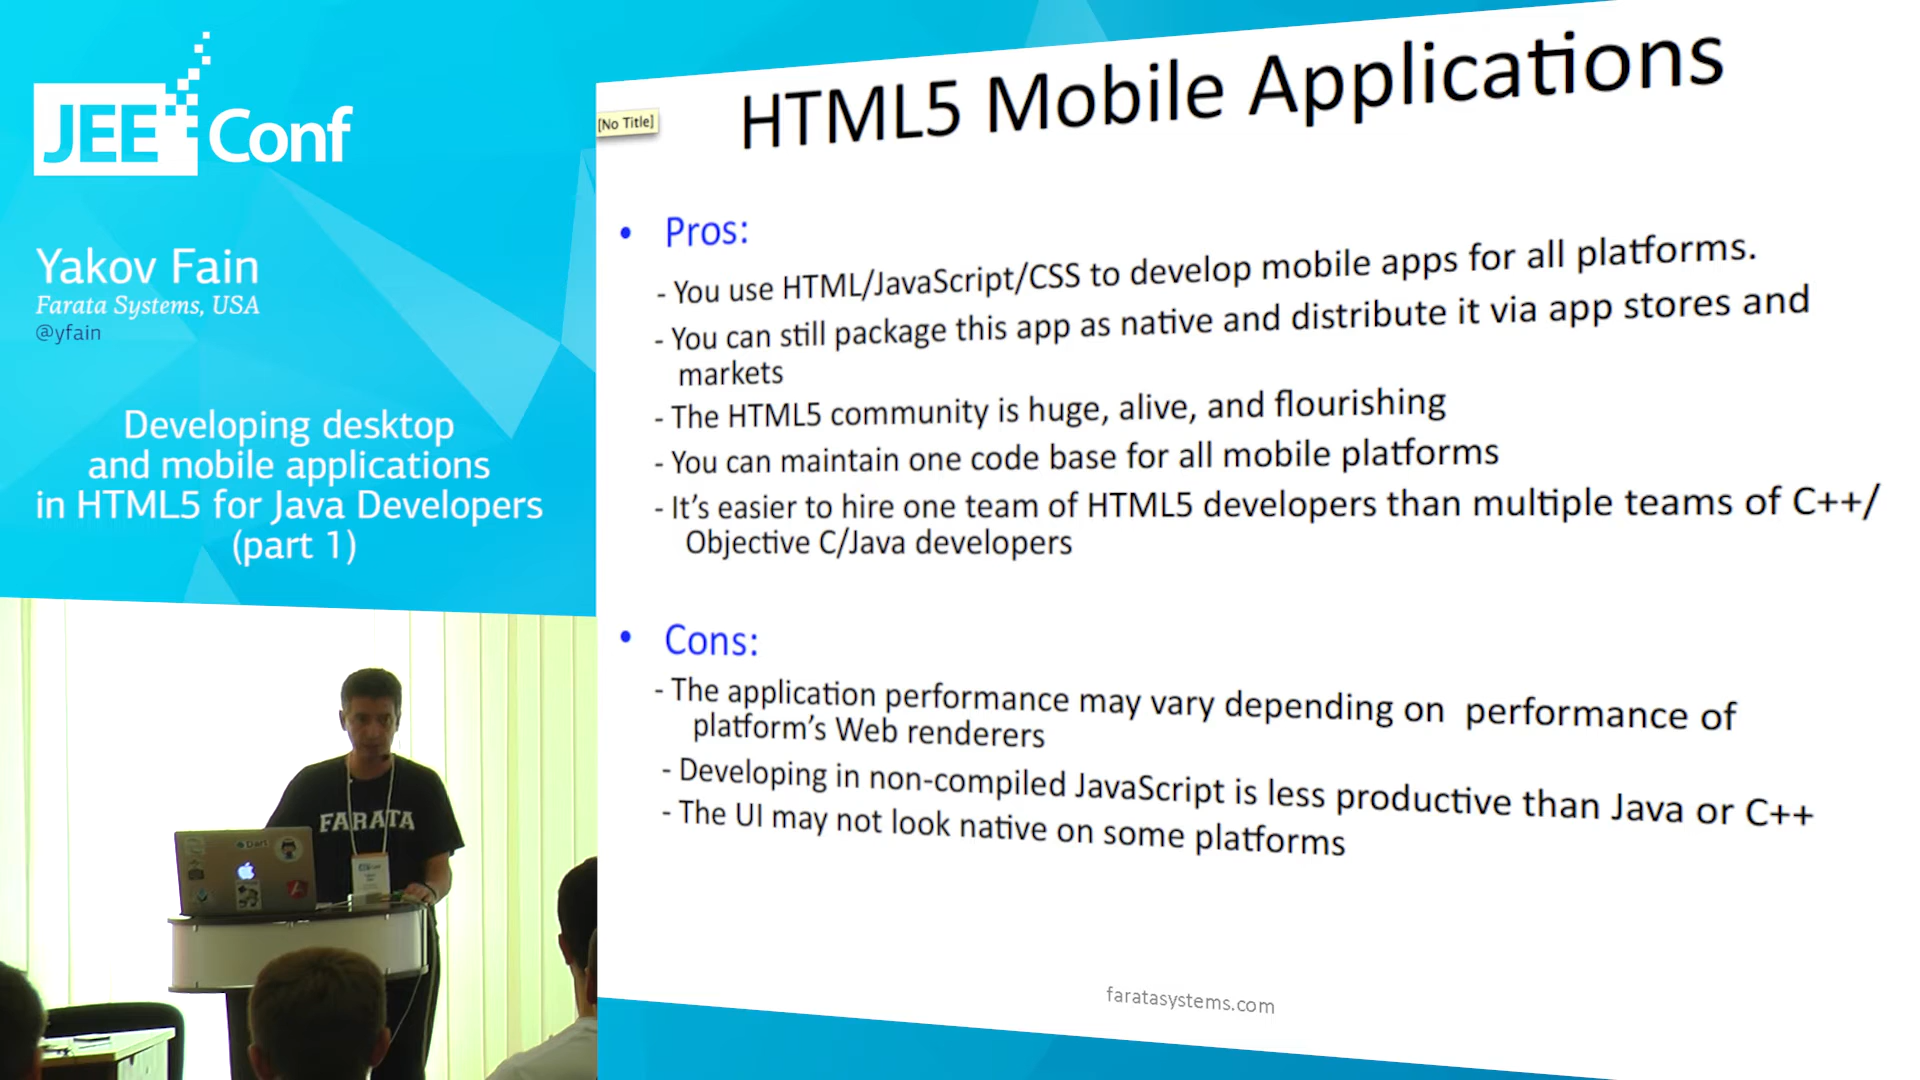 JEE Conf
Yakov Fain
Farata Systems, USA
@yfain
Developing desktop
and mobile applications
in HTML5 for Java Developers
(part 1)
FARATA
Dart
[No Title]
HTML5 Mobile Applications
• Pros:
- You use HTML/JavaScript/CSS to develop mobile apps for all platforms.
- You can still package this app as native and distribute it via app stores and
markets
- The HTML5 community is huge, alive, and flourishing
- You can maintain one code base for all mobile platforms
- It's easier to hire one team of HTML5 developers than multiple teams of C++/
Objective C/Java developers
• Cons:
- The application performance may vary depending on performance of
platform's Web renderers
- Developing in non-compiled JavaScript is less productive than Java or C++
- The UI may not look native on some platforms
faratasystems.com